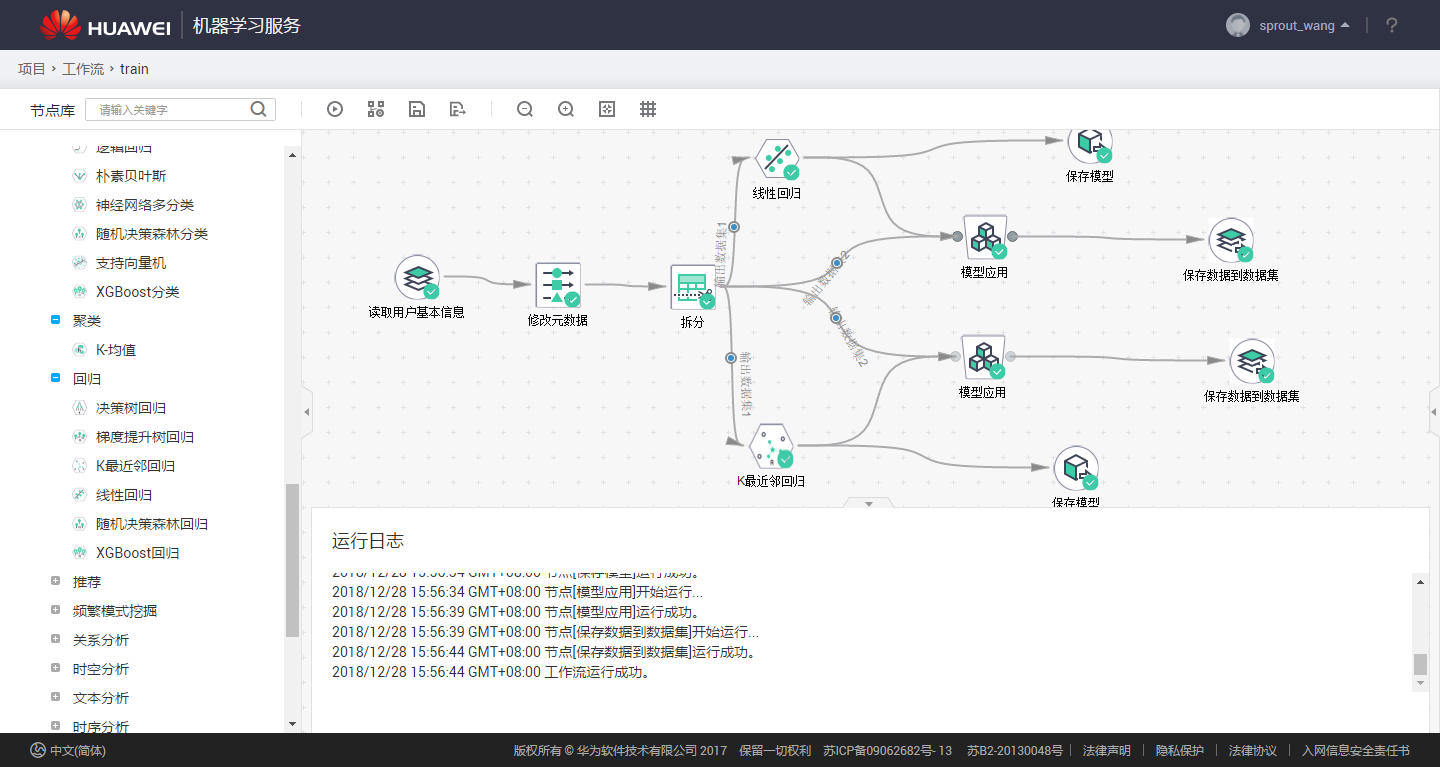 HUAWEI 机器学习服务 sprout_wang ?
项目 › 工作流 › train
节点库 请输入关键字
逻辑回归
朴素贝叶斯
神经网络多分类
随机决策森林分类
支持向量机
XGBoost分类
聚类
K-均值
回归
决策树回归
梯度提升树回归
K最近邻回归
线性回归
随机决策森林回归
XGBoost回归
推荐
频繁模式挖掘
关系分析
时空分析
文本分析
时序分析
读取用户基本信息
修改元数据
拆分
输出数据集1
线性回归
保存模型
输出数据集2
模型应用
保存数据到数据集
输出数据集2
模型应用
保存数据到数据集
输出数据集1
K最近邻回归
保存模型
运行日志
2018/12/28 15:56:34 GMT+08:00 节点[保存模型]运行成功。
2018/12/28 15:56:34 GMT+08:00 节点[模型应用]开始运行...
2018/12/28 15:56:39 GMT+08:00 节点[模型应用]运行成功。
2018/12/28 15:56:39 GMT+08:00 节点[保存数据到数据集]开始运行...
2018/12/28 15:56:44 GMT+08:00 节点[保存数据到数据集]运行成功。
2018/12/28 15:56:44 GMT+08:00 工作流运行成功。
中文(简体) 版权所有 © 华为软件技术有限公司 2017 保留一切权利 苏ICP备09062682号- 13 苏B2-20130048号 | 法律声明 | 隐私保护 | 法律协议 | 入网信息安全责任书